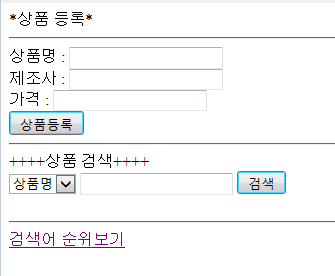 *상품 등록*
상품명 :
제조사 :
가격 :
상품등록
++++상품 검색++++
상품명 검색
검색어 순위보기